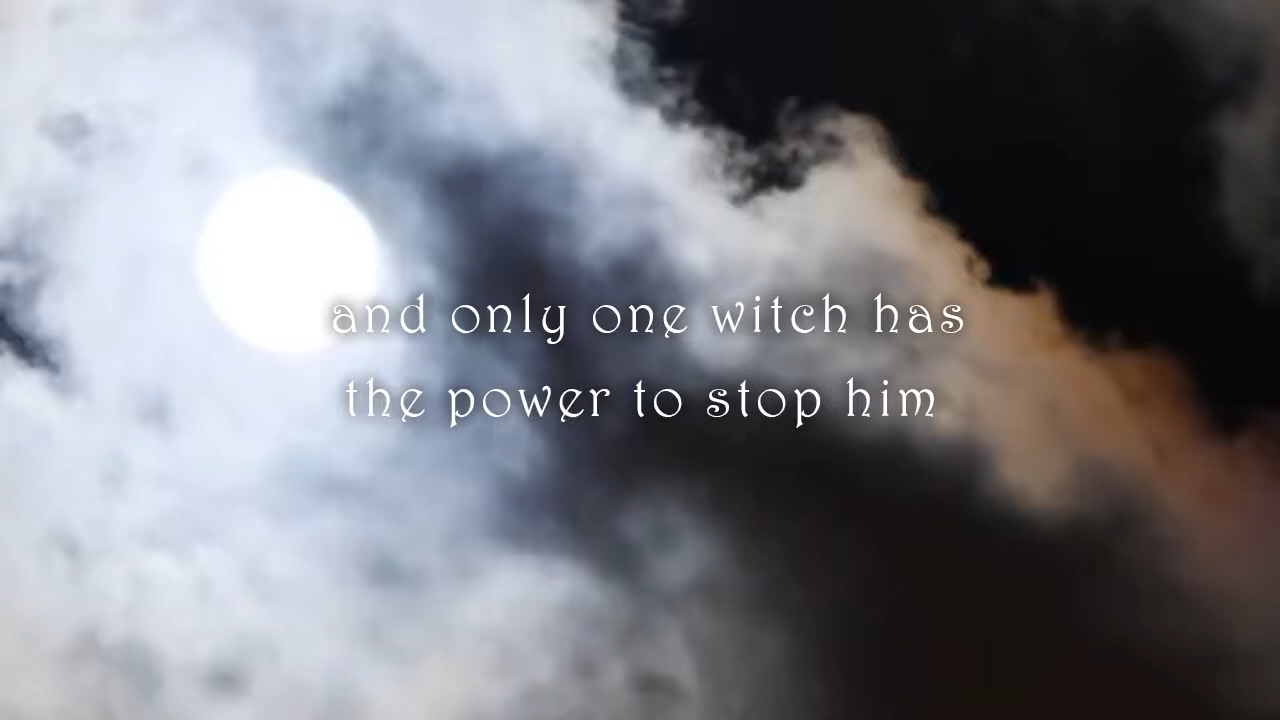 and only one witch has
the power to stop him